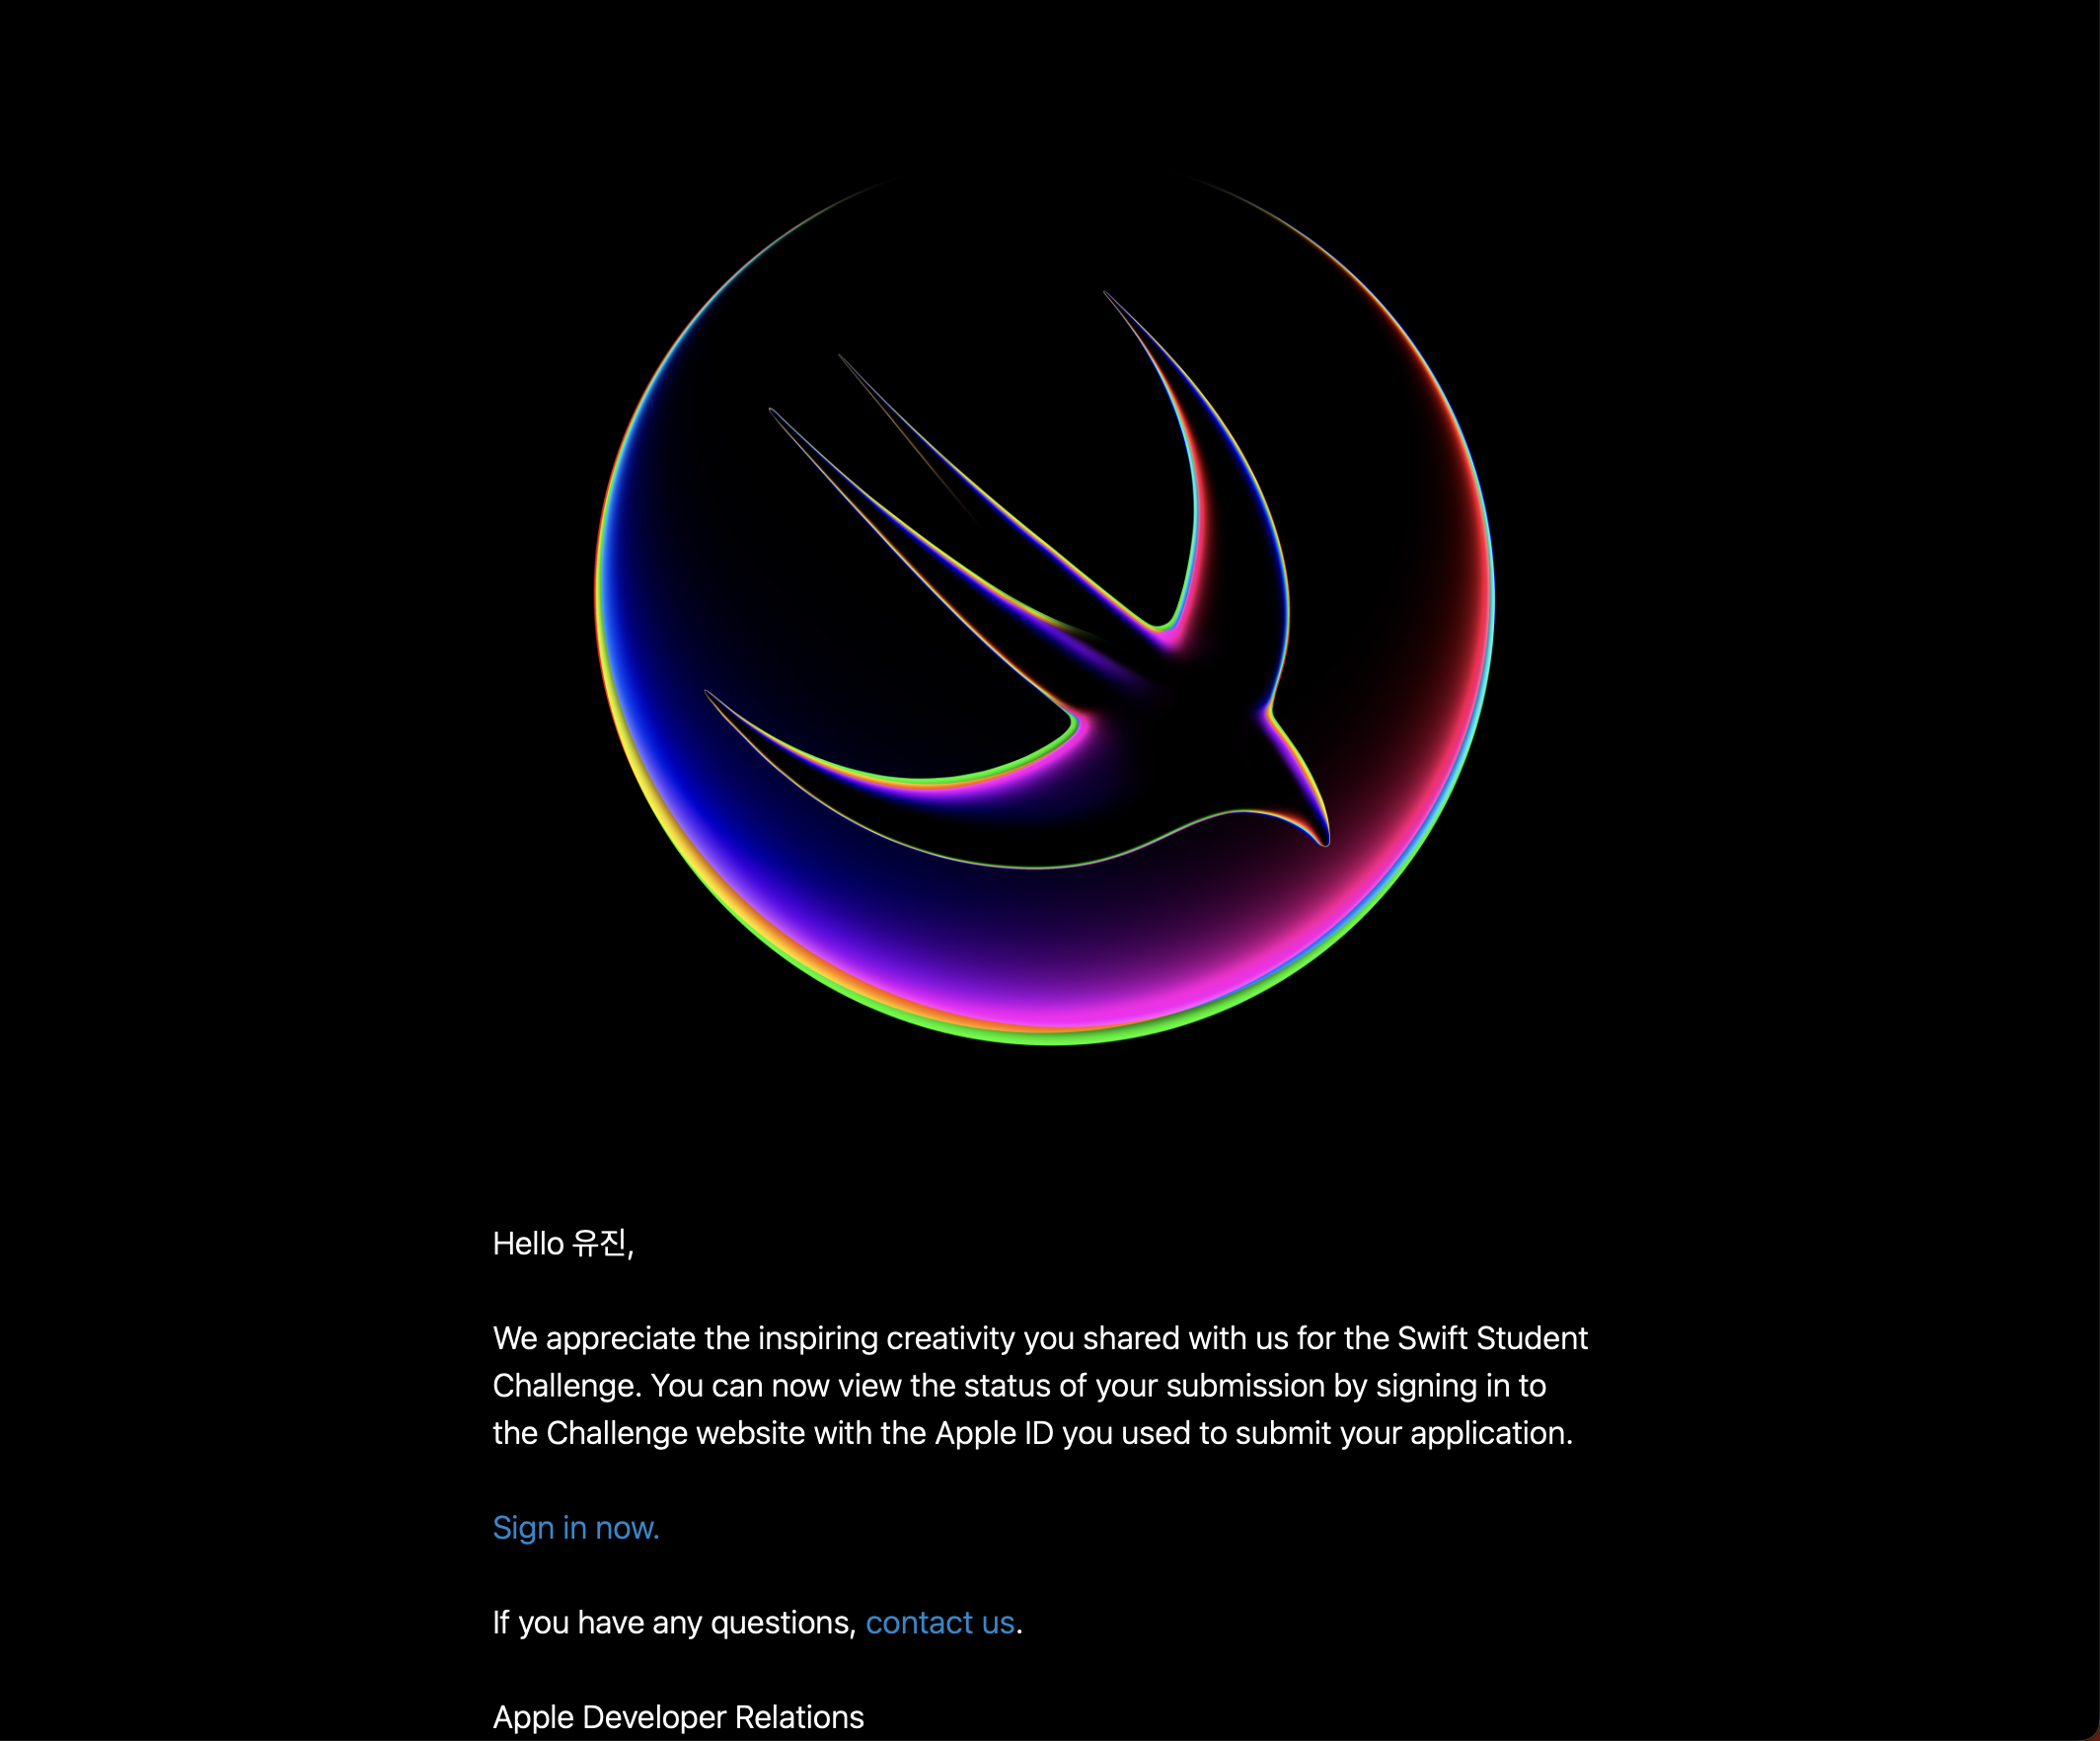 Hello 유진,
We appreciate the inspiring creativity you shared with us for the Swift Student
Challenge. You can now view the status of your submission by signing in to
the Challenge website with the Apple ID you used to submit your application.
Sign in now.
If you have any questions, contact us.
Apple Developer Relations